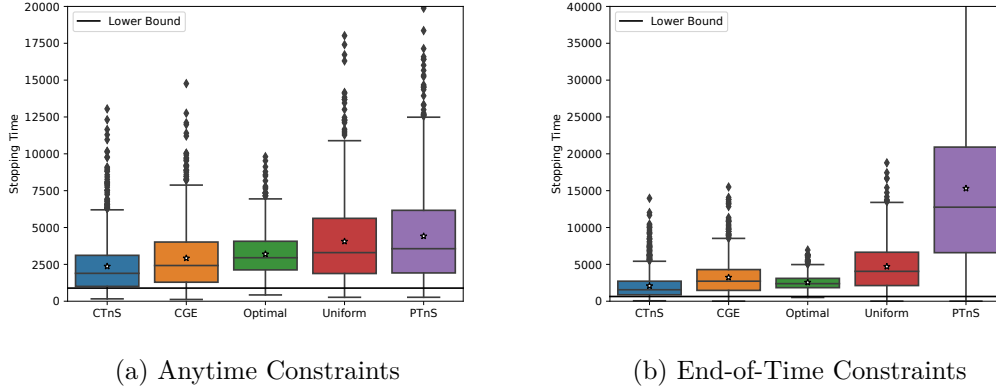 Lower Bound
20000
17500
15000
12500
10000
7500
5000
2500
0
Stopping Time
CTnS CGE Optimal Uniform PTnS
(a) Anytime Constraints
Lower Bound
40000
35000
30000
25000
20000
15000
10000
5000
0
Stopping Time
CTnS CGE Optimal Uniform PTnS
(b) End-of-Time Constraints